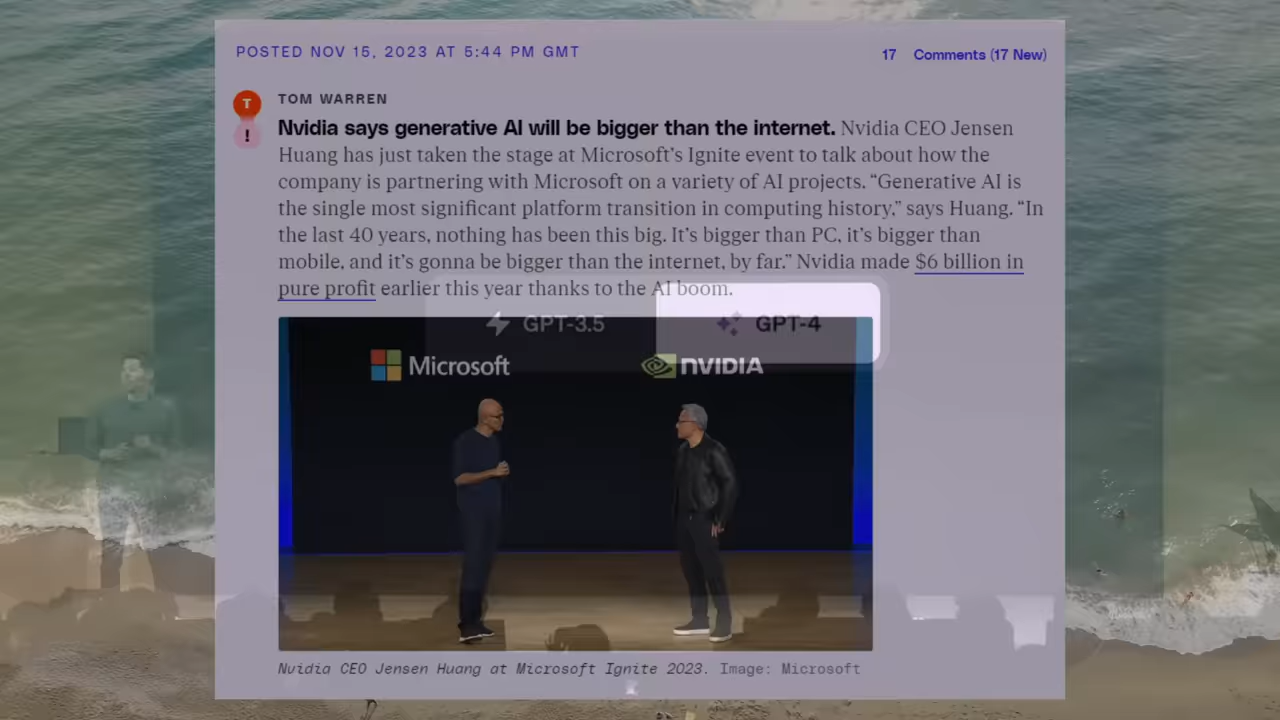 POSTED NOV 15, 2023 AT 5:44 PM GMT
17 Comments (17 New)
T
TOM WARREN
!
Nvidia says generative AI will be bigger than the internet. Nvidia CEO Jensen
Huang has just taken the stage at Microsoft’s Ignite event to talk about how the
company is partnering with Microsoft on a variety of AI projects. “Generative AI is
the single most significant platform transition in computing history,” says Huang. “In
the last 40 years, nothing has been this big. It’s bigger than PC, it’s bigger than
mobile, and it’s gonna be bigger than the internet, by far.” Nvidia made $6 billion in
pure profit earlier this year thanks to the AI boom.
GPT-3.5
GPT-4
Microsoft
NVIDIA
Nvidia CEO Jensen Huang at Microsoft Ignite 2023. Image: Microsoft